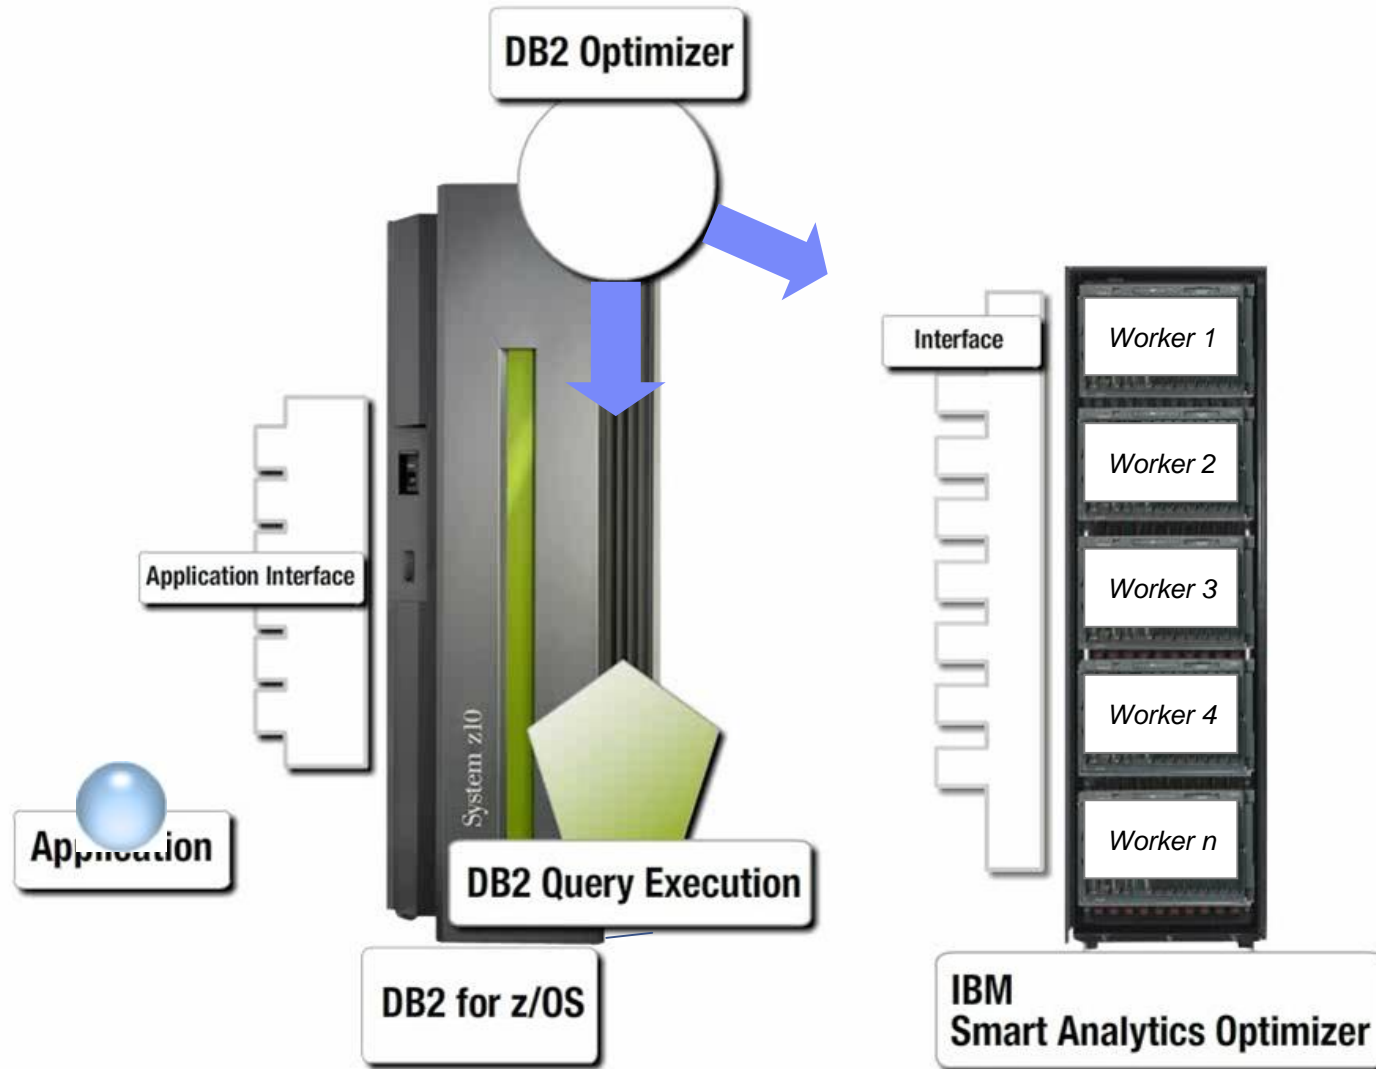 DB2 Optimizer
Interface
Worker 1
Worker 2
Worker 3
Worker 4
Worker n
Application Interface
System z10
Application
DB2 Query Execution
DB2 for z/OS
IBM
Smart Analytics Optimizer